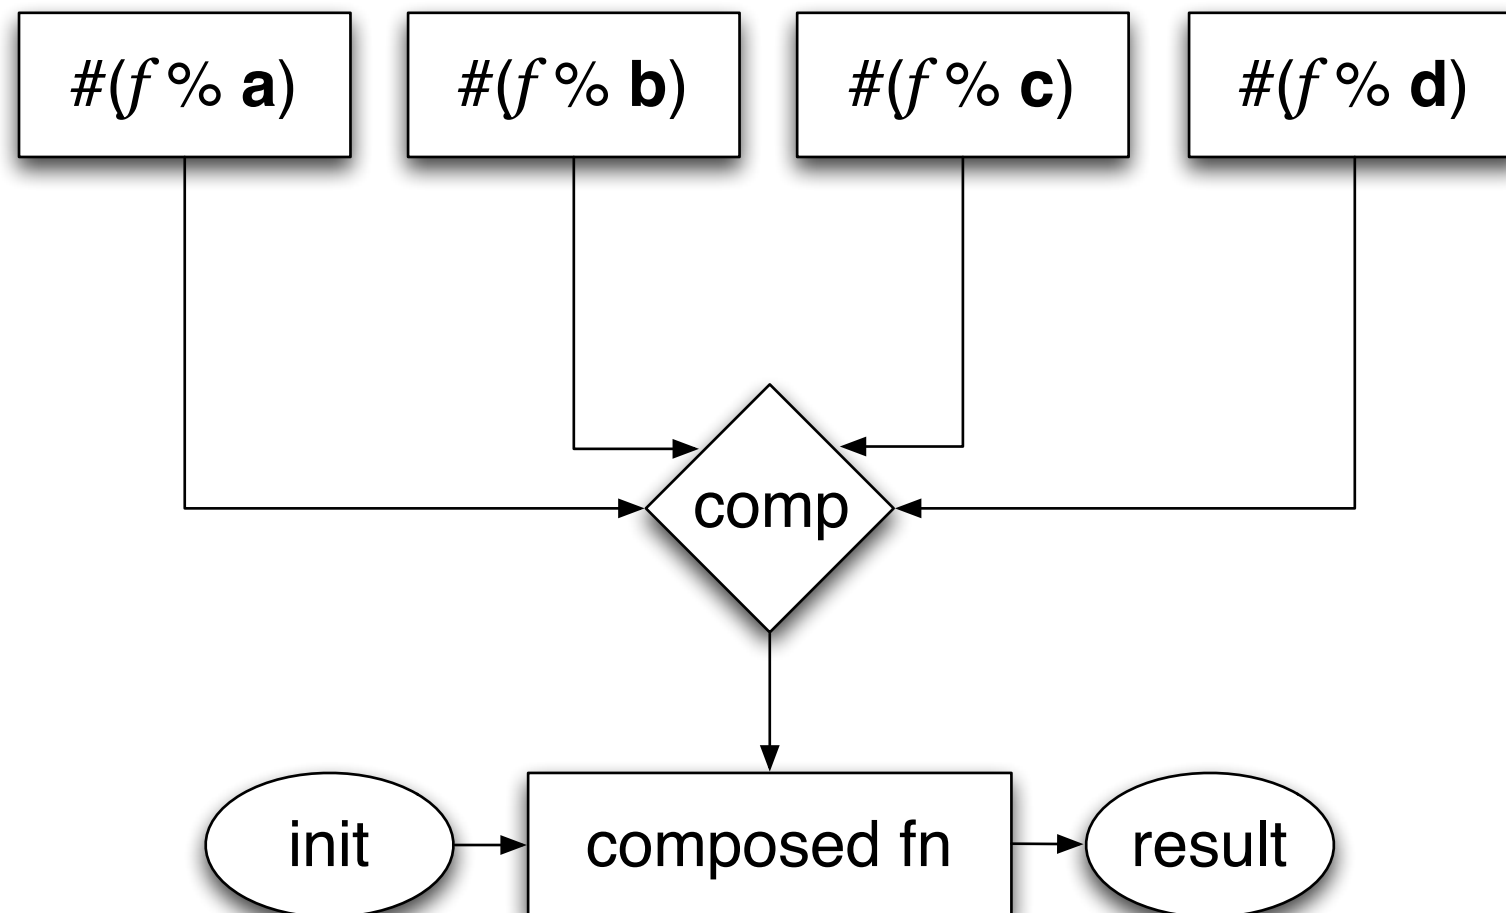 #(f % a)
#(f % b)
#(f % c)
#(f % d)
comp
init
composed fn
result